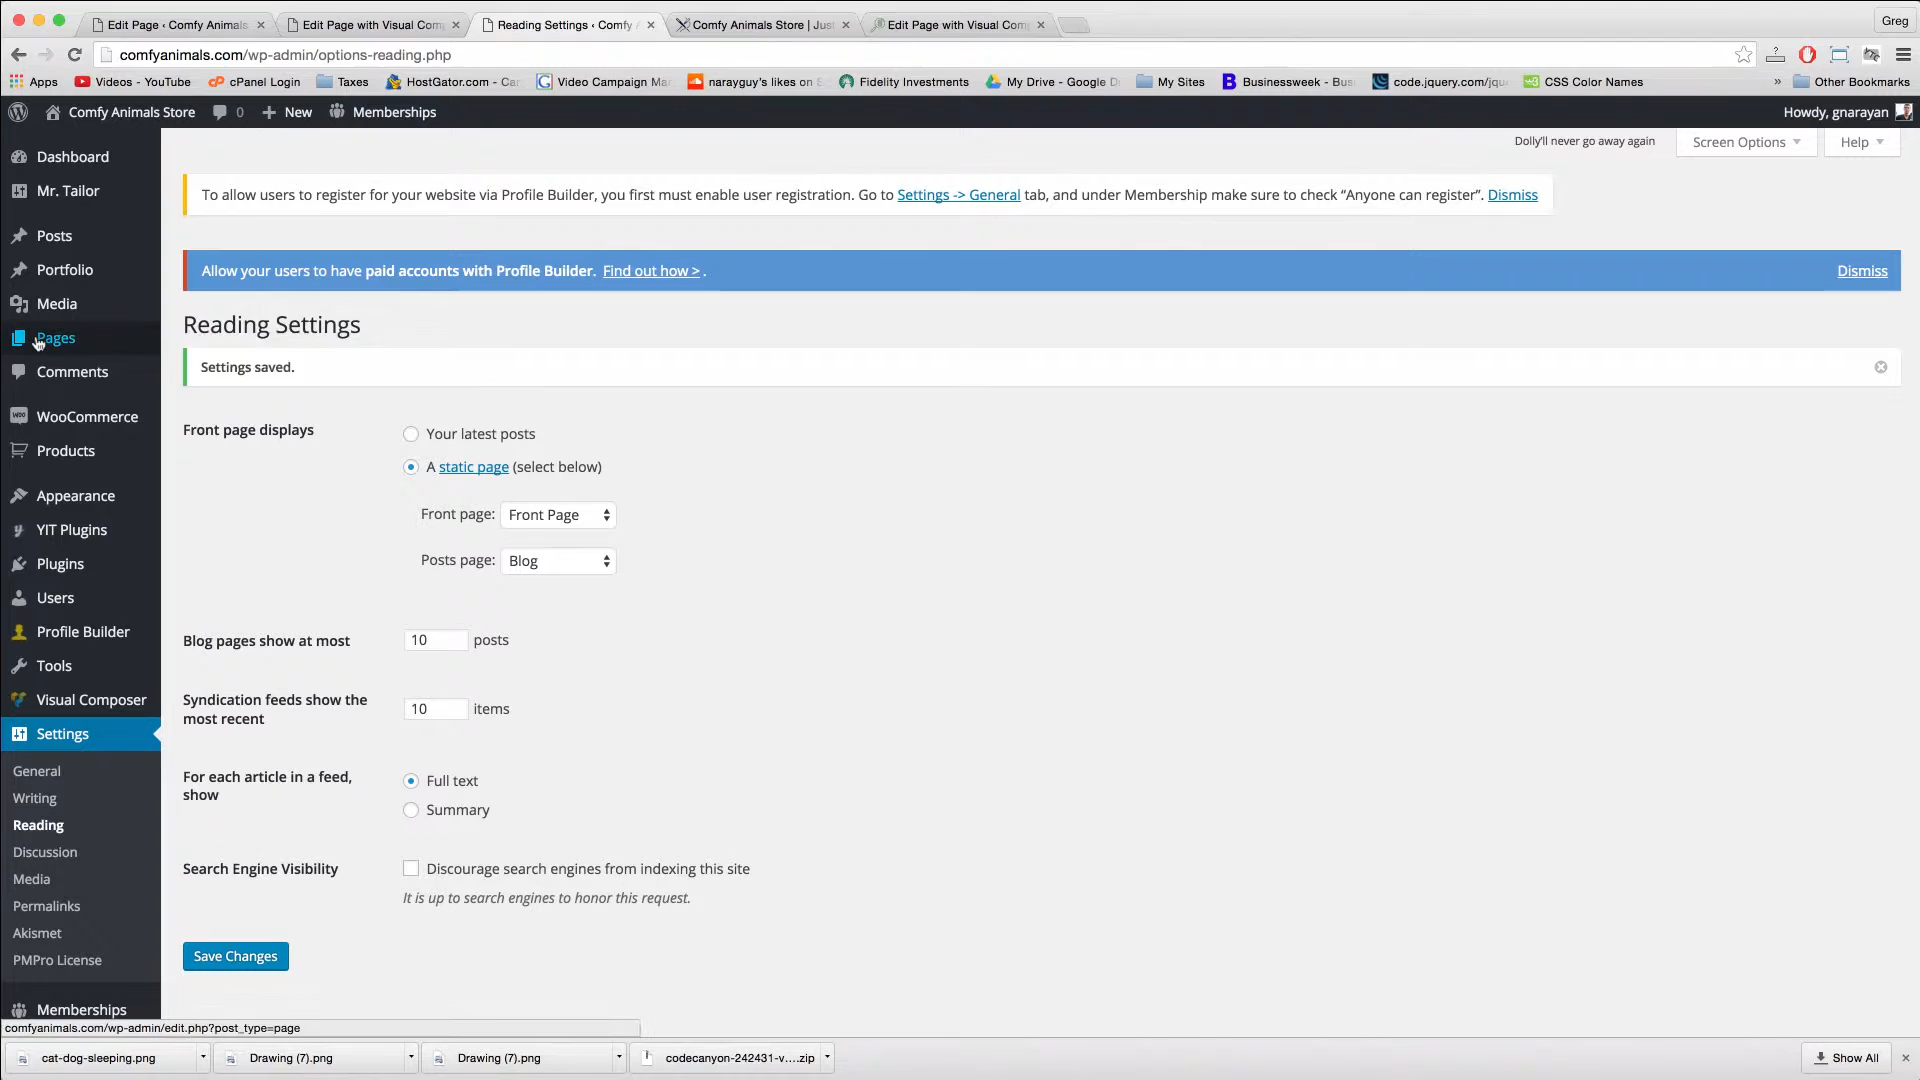 Edit Page ‹ Comfy Animals
Edit Page with Visual Com
Reading Settings ‹ Comfy A
Comfy Animals Store | Just
Edit Page with Visual Com
Greg
comfyanimals.com/wp-admin/options-reading.php
Apps
Videos - YouTube
cPanel Login
Taxes
HostGator.com - Ca
Video Campaign Ma
narayguy's likes on S
Fidelity Investments
My Drive - Google D
My Sites
Businessweek - Bus
code.jquery.com/jqu
CSS Color Names
»
Other Bookmarks
Comfy Animals Store
0
New
Memberships
Howdy, gnarayan
Dolly'll never go away again
Screen Options
Help
Dashboard
Mr. Tailor
Posts
Portfolio
Media
Pages
Comments
WooCommerce
Products
Appearance
YIT Plugins
Plugins
Users
Profile Builder
Tools
Visual Composer
Settings
General
Writing
Reading
Discussion
Media
Permalinks
Akismet
PMPro License
Memberships
To allow users to register for your website via Profile Builder, you first must enable user registration. Go to Settings -> General tab, and under Membership make sure to check “Anyone can register”. Dismiss
Allow your users to have paid accounts with Profile Builder. Find out how > .
Dismiss
Reading Settings
Settings saved.
Front page displays
Your latest posts
A static page (select below)
Front page: Front Page
Posts page: Blog
Blog pages show at most
10 posts
Syndication feeds show the
most recent
10 items
For each article in a feed,
show
Full text
Summary
Search Engine Visibility
Discourage search engines from indexing this site
It is up to search engines to honor this request.
Save Changes
comfyanimals.com/wp-admin/edit.php?post_type=page
cat-dog-sleeping.png
Drawing (7).png
Drawing (7).png
codecanyon-242431-v....zip
Show All